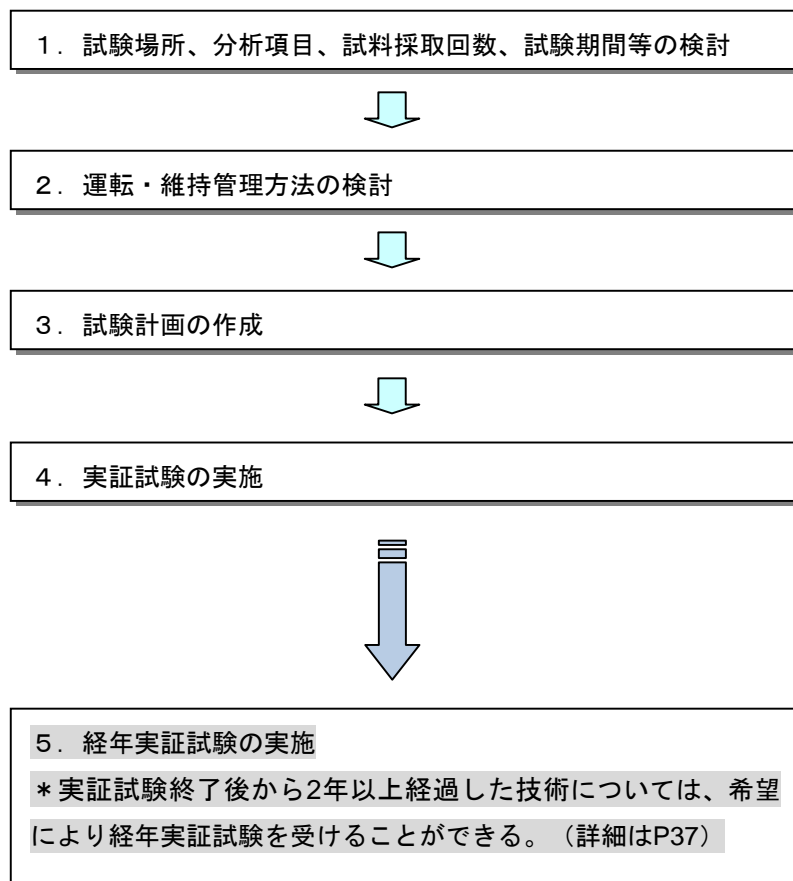 １．試験場所、分析項目、試料採取回数、試験期間等の検討
２．運転・維持管理方法の検討
３．試験計画の作成
４．実証試験の実施
５．経年実証試験の実施
＊実証試験終了後から2年以上経過した技術については、希望
により経年実証試験を受けることができる。（詳細はP37）